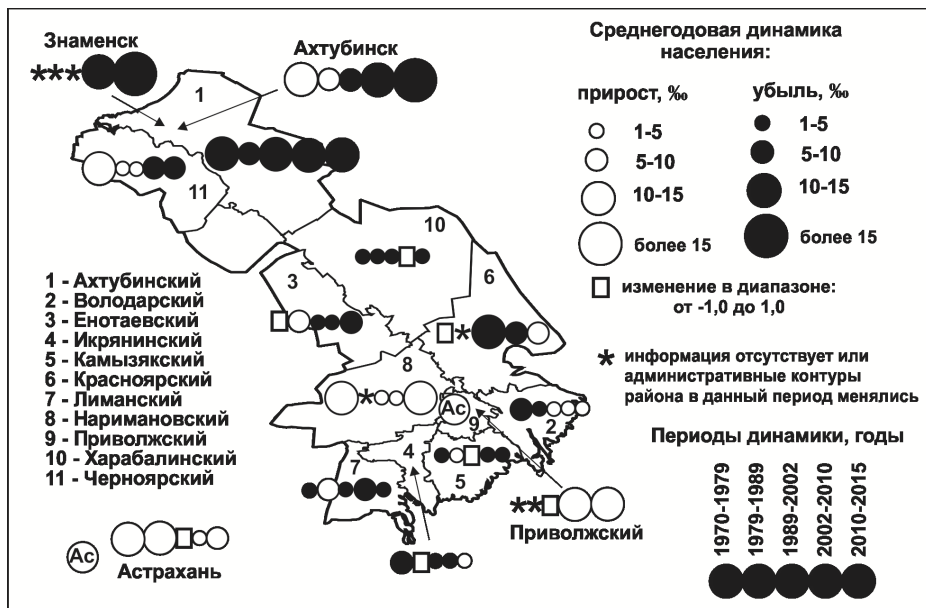 Знаменск
***
Ахтубинск
Среднегодовая динамика
населения:
прирост, ‰
убыль, ‰
1-5
1-5
5-10
5-10
10-15
10-15
более 15
более 15
изменение в диапазоне:
от -1,0 до 1,0
* информация отсутствует или
административные контуры
района в данный период менялись
Периоды динамики, годы
1970-1979
1979-1989
1989-2002
2002-2010
2010-2015
1
11
10
3
6
*
8
*
Ас
9
2
4
7
5
**
Приволжский
1 - Ахтубинский
2 - Володарский
3 - Енотаевский
4 - Икрянинский
5 - Камызякский
6 - Красноярский
7 - Лиманский
8 - Наримановский
9 - Приволжский
10 - Харабалинский
11 - Черноярский
Ас
Астрахань